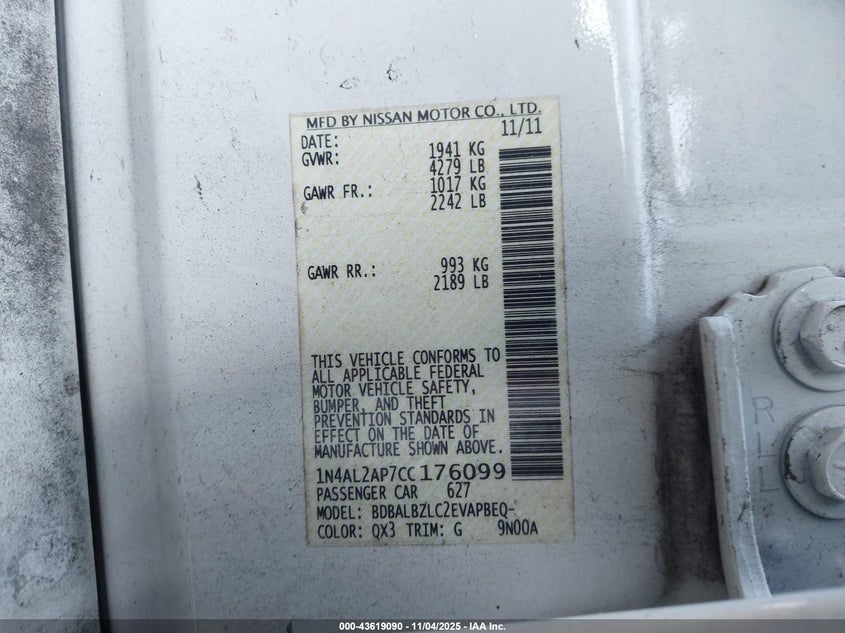 MFD BY NISSAN MOTOR CO., LTD.
DATE: 11/11
GVWR: 1941 KG
4279 LB
GAWR FR.: 1017 KG
2242 LB
GAWR RR.: 993 KG
2189 LB
THIS VEHICLE CONFORMS TO
ALL APPLICABLE FEDERAL
MOTOR VEHICLE SAFETY,
BUMPER, AND THEFT
PREVENTION STANDARDS IN
EFFECT ON THE DATE OF
MANUFACTURE SHOWN ABOVE.
1N4AL2AP7CC176099
PASSENGER CAR 627
MODEL: BDBALBZLC2EVAPBEQ-
COLOR: QX3 TRIM: G 9N00A
RLL
000-43619090 - 11/04/2025 - IAA Inc.